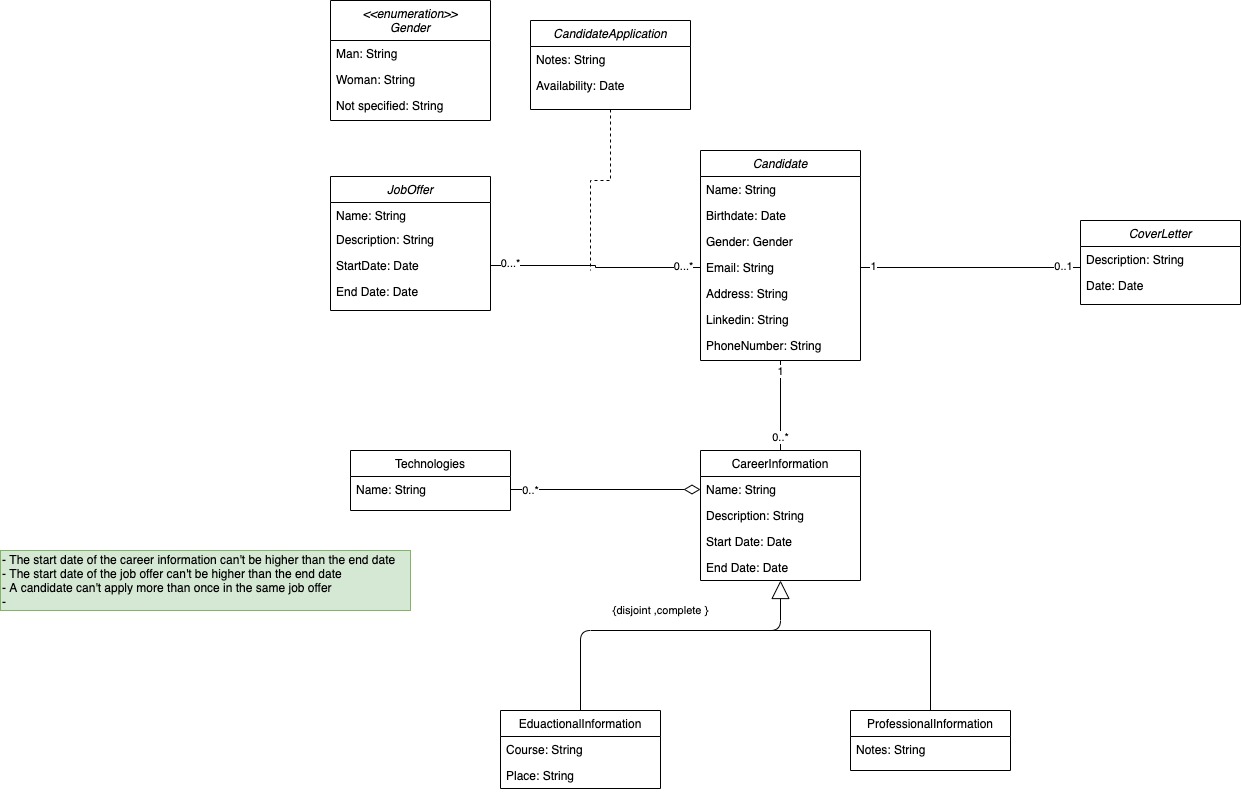 <<enumeration>>
Gender
Man: String
Woman: String
Not specified: String
CandidateApplication
Notes: String
Availability: Date
JobOffer
Name: String
Description: String
StartDate: Date
End Date: Date
0...*
0...*
Candidate
Name: String
Birthdate: Date
Gender: Gender
Email: String
Address: String
Linkedin: String
PhoneNumber: String
1
0..1
CoverLetter
Description: String
Date: Date
1
0..*
Technologies
Name: String
0..*
CareerInformation
Name: String
Description: String
Start Date: Date
End Date: Date
- The start date of the career information can't be higher than the end date
- The start date of the job offer can't be higher than the end date
- A candidate can't apply more than once in the same job offer
-
{disjoint ,complete }
EduactionalInformation
Course: String
Place: String
ProfessionalInformation
Notes: String